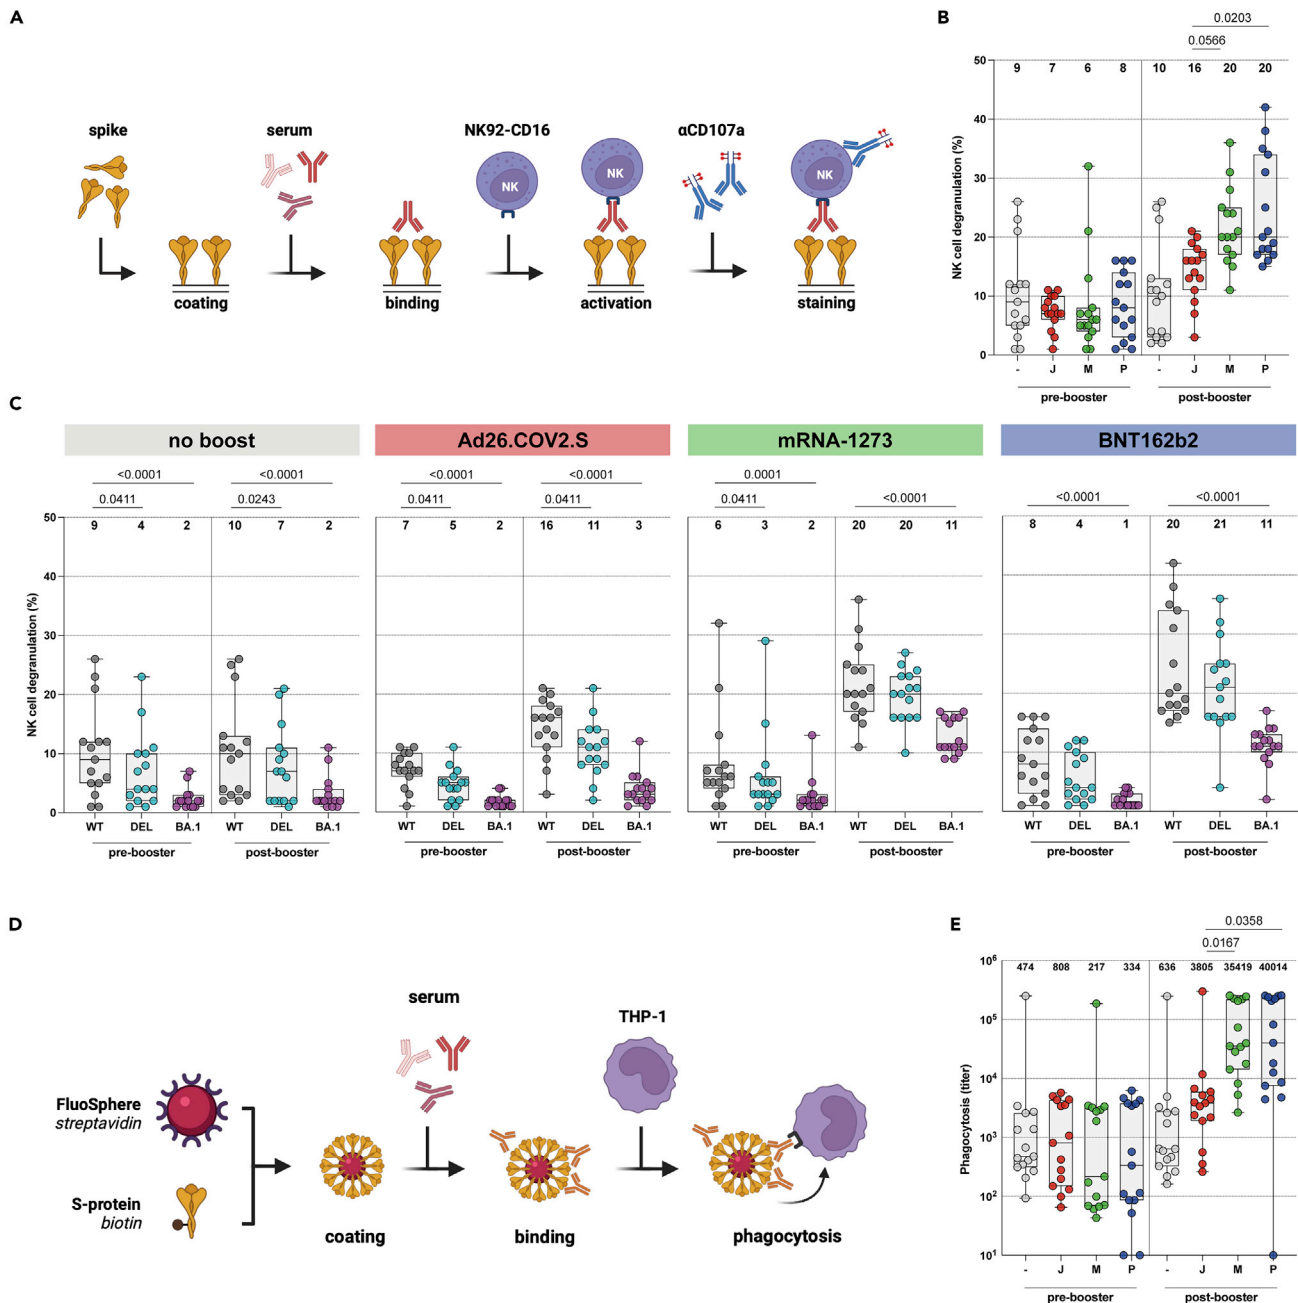 A
spike
serum
NK92-CD16
αCD107a
NK
NK
NK
coating
binding
activation
staining
B
0.0203
0.0566
NK cell degranulation (%)
50
40
30
20
10
0
9 7 6 8 10 16 20 20
- J M P - J M P
pre-booster post-booster
C
no boost
Ad26.COV2.S
mRNA-1273
BNT162b2
<0.0001 <0.0001 <0.0001 <0.0001 0.0001 <0.0001 <0.0001
0.0411 0.0243 0.0411 0.0411 0.0411 <0.0001
NK cell degranulation (%)
50
40
30
20
10
0
9 4 2 10 7 2 7 5 2 16 11 3 6 3 2 20 20 11 8 4 1 20 21 11
WT DEL BA.1 WT DEL BA.1 WT DEL BA.1 WT DEL BA.1 WT DEL BA.1 WT DEL BA.1 WT DEL BA.1 WT DEL BA.1
pre-booster post-booster pre-booster post-booster pre-booster post-booster pre-booster post-booster
D
FluoSphere
streptavidin
S-protein
biotin
serum
THP-1
coating
binding
phagocytosis
E
0.0358
0.0167
Phagocytosis (titer)
10⁶
10⁵
10⁴
10³
10²
10¹
474 808 217 334 636 3805 35419 40014
- J M P - J M P
pre-booster post-booster